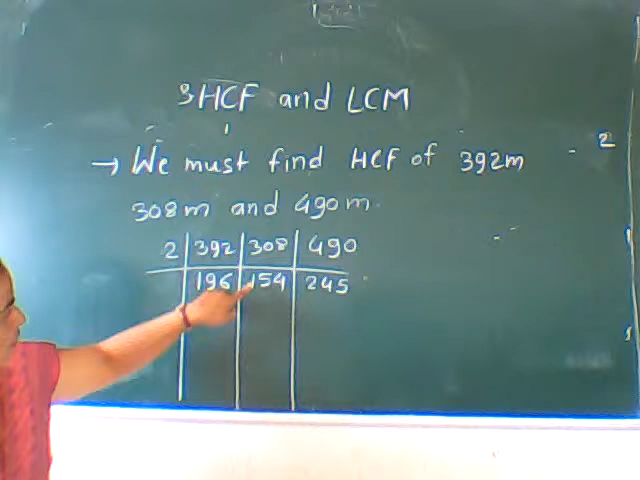 3 HCF and LCM
→ We must find HCF of 392m
2
308m and 490m.
2 392 308 490
196 154 245